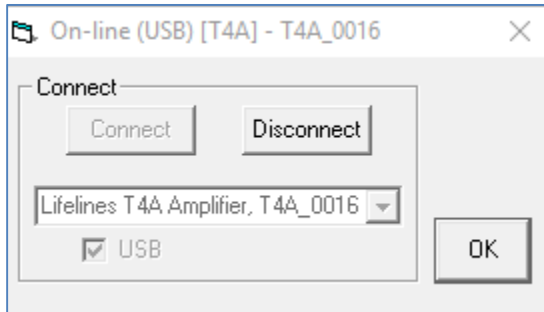 On-line (USB) [T4A] - T4A_0016
Connect
Connect Disconnect
Lifelines T4A Amplifier, T4A_0016
USB
OK